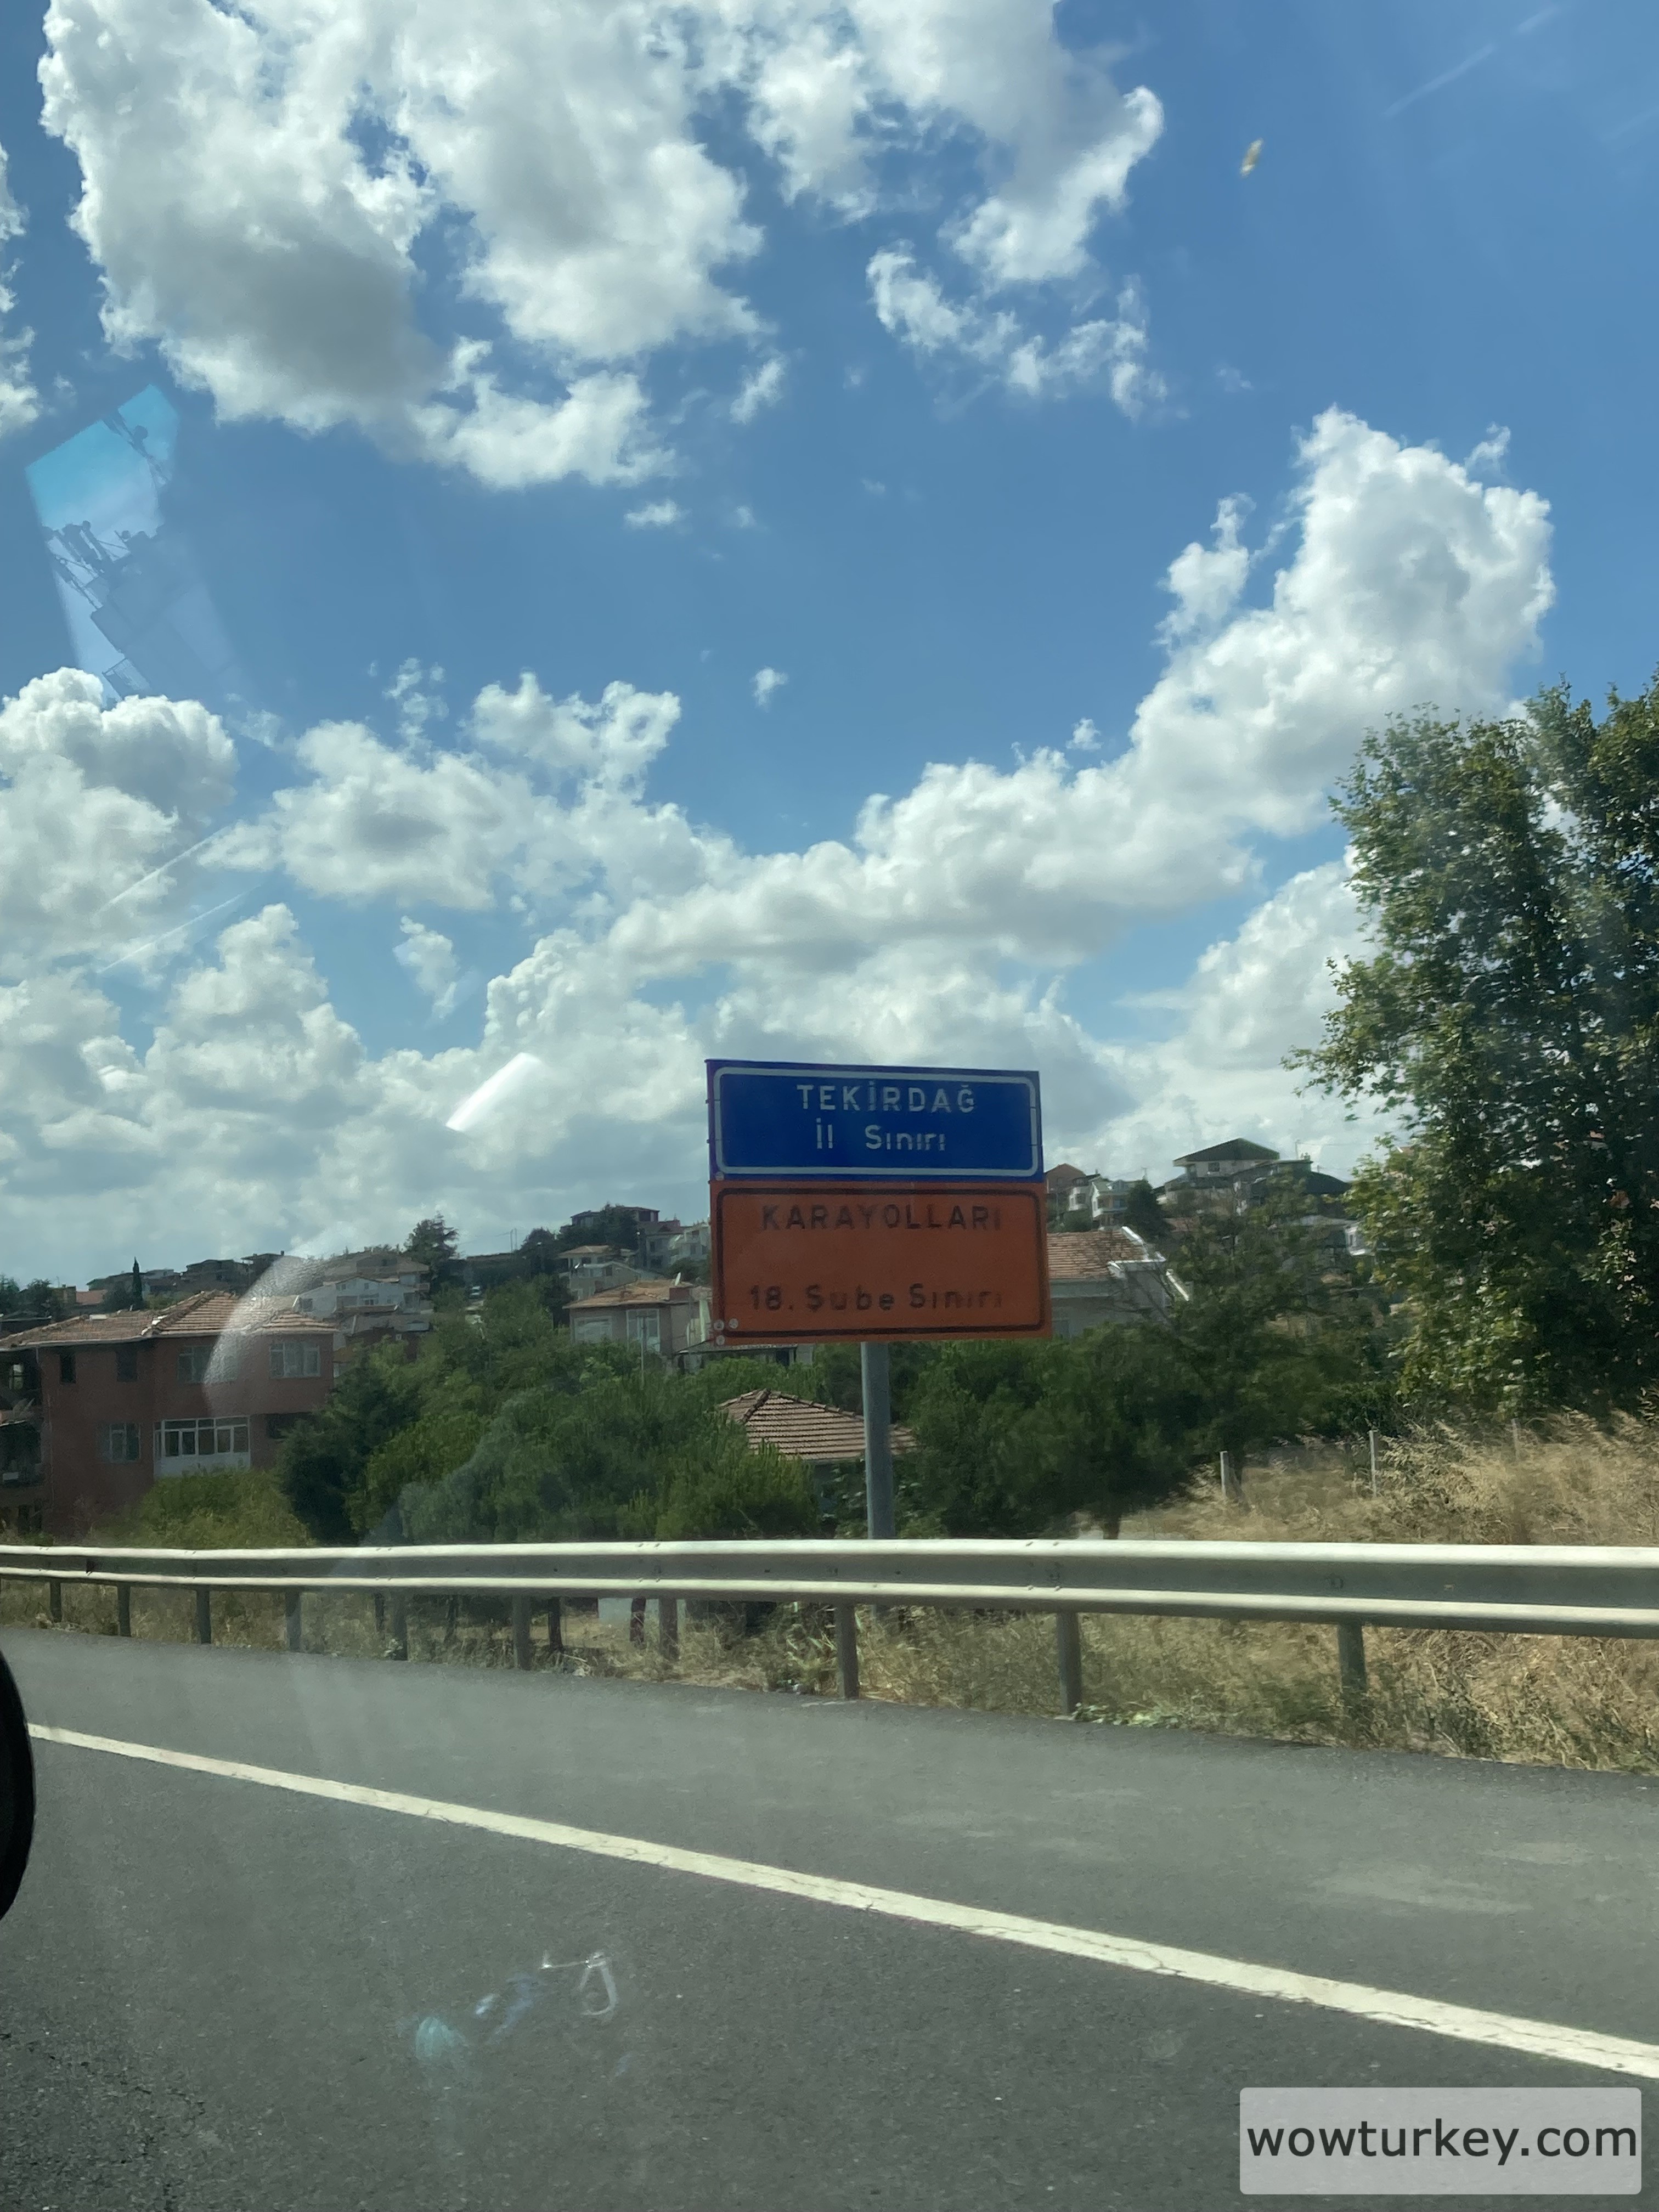 TEKİRDAĞ
İl Sınırı
KARAYOLLARI
18. Şube Sınırı
wowturkey.com